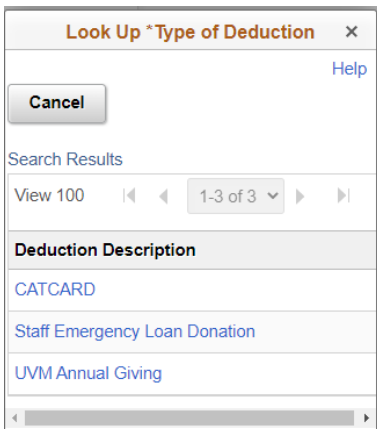 Look Up *Type of Deduction ×
Help
Cancel
Search Results
View 100 1-3 of 3
Deduction Description
CATCARD
Staff Emergency Loan Donation
UVM Annual Giving